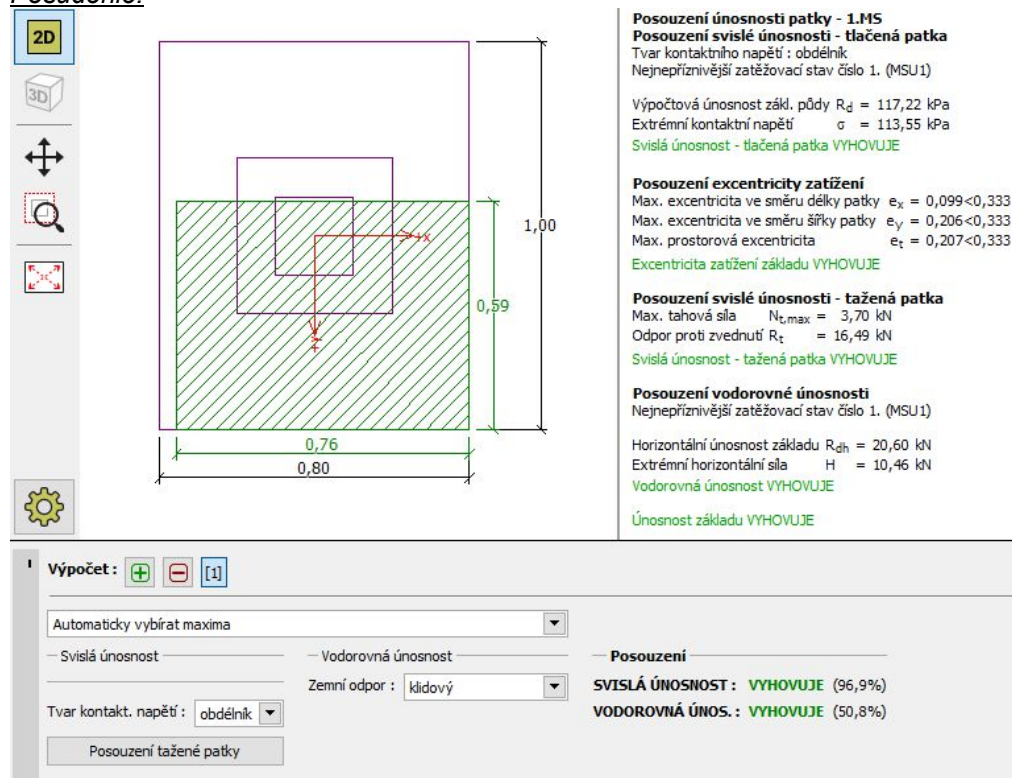 Posouzení:
2D
3D
+x
1,00
0,59
0,76
0,80
Posouzení únosnosti patky - 1.MS
Posouzení svislé únosnosti - tlačená patka
Tvar kontaktního napětí : obdélník
Nejnepříznivější zatěžovací stav číslo 1. (MSU1)
Výpočtová únosnost zákl. půdy Rd = 117,22 kPa
Extrémní kontaktní napětí σ = 113,55 kPa
Svislá únosnost - tlačená patka VYHOVUJE
Posouzení excentricity zatížení
Max. excentricita ve směru délky patky ex = 0,099<0,333
Max. excentricita ve směru šířky patky ey = 0,206<0,333
Max. prostorová excentricita et = 0,207<0,333
Excentricita zatížení základu VYHOVUJE
Posouzení svislé únosnosti - tažená patka
Max. tahová síla Nt,max = 3,70 kN
Odpor proti zvednutí Rt = 16,49 kN
Svislá únosnost - tažená patka VYHOVUJE
Posouzení vodorovné únosnosti
Nejnepříznivější zatěžovací stav číslo 1. (MSU1)
Horizontální únosnost základu Rdh = 20,60 kN
Extrémní horizontální síla H = 10,46 kN
Vodorovná únosnost VYHOVUJE
Únosnost základu VYHOVUJE
Výpočet : [1]
Automaticky vybírat maxima
Svislá únosnost
Tvar kontakt. napětí : obdélník
Posouzení tažené patky
Vodorovná únosnost
Zemní odpor : klidový
Posouzení
SVISLÁ ÚNOSNOST : VYHOVUJE (96,9%)
VODOROVNÁ ÚNOS. : VYHOVUJE (50,8%)